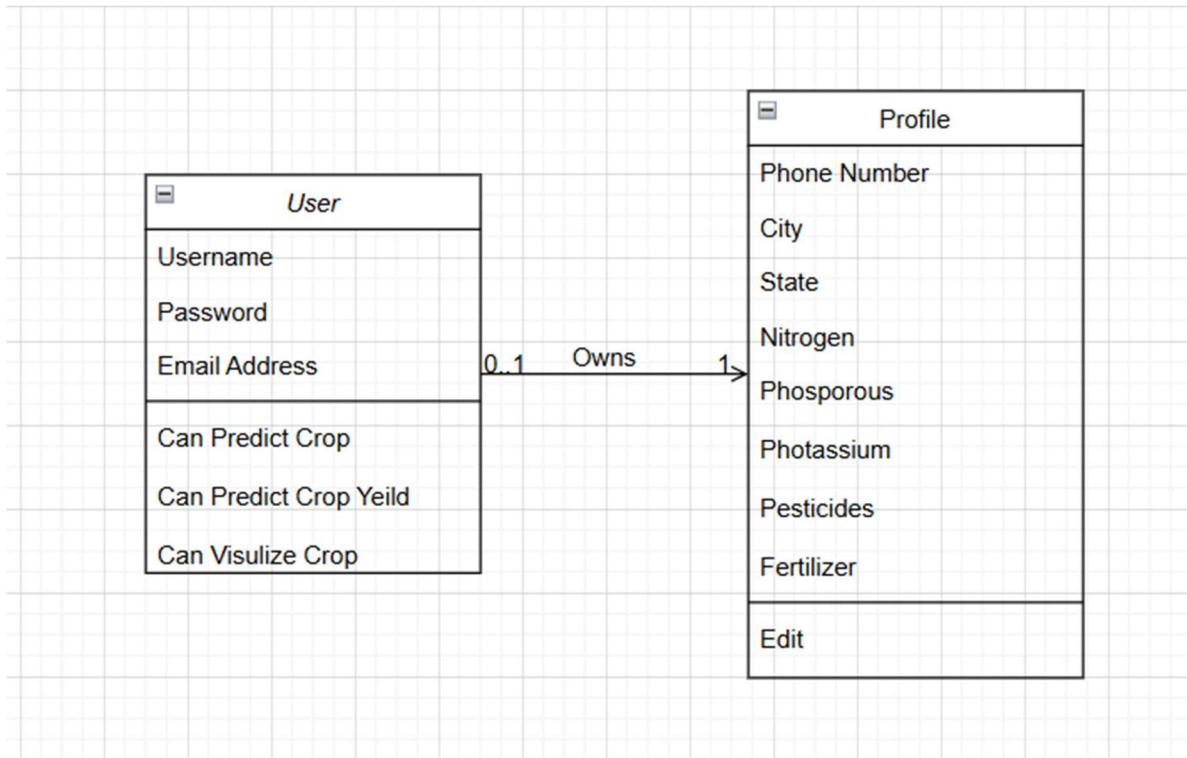 User
Username
Password
Email Address
Can Predict Crop
Can Predict Crop Yeild
Can Visulize Crop
0..1 Owns 1
Profile
Phone Number
City
State
Nitrogen
Phosporous
Photassium
Pesticides
Fertilizer
Edit